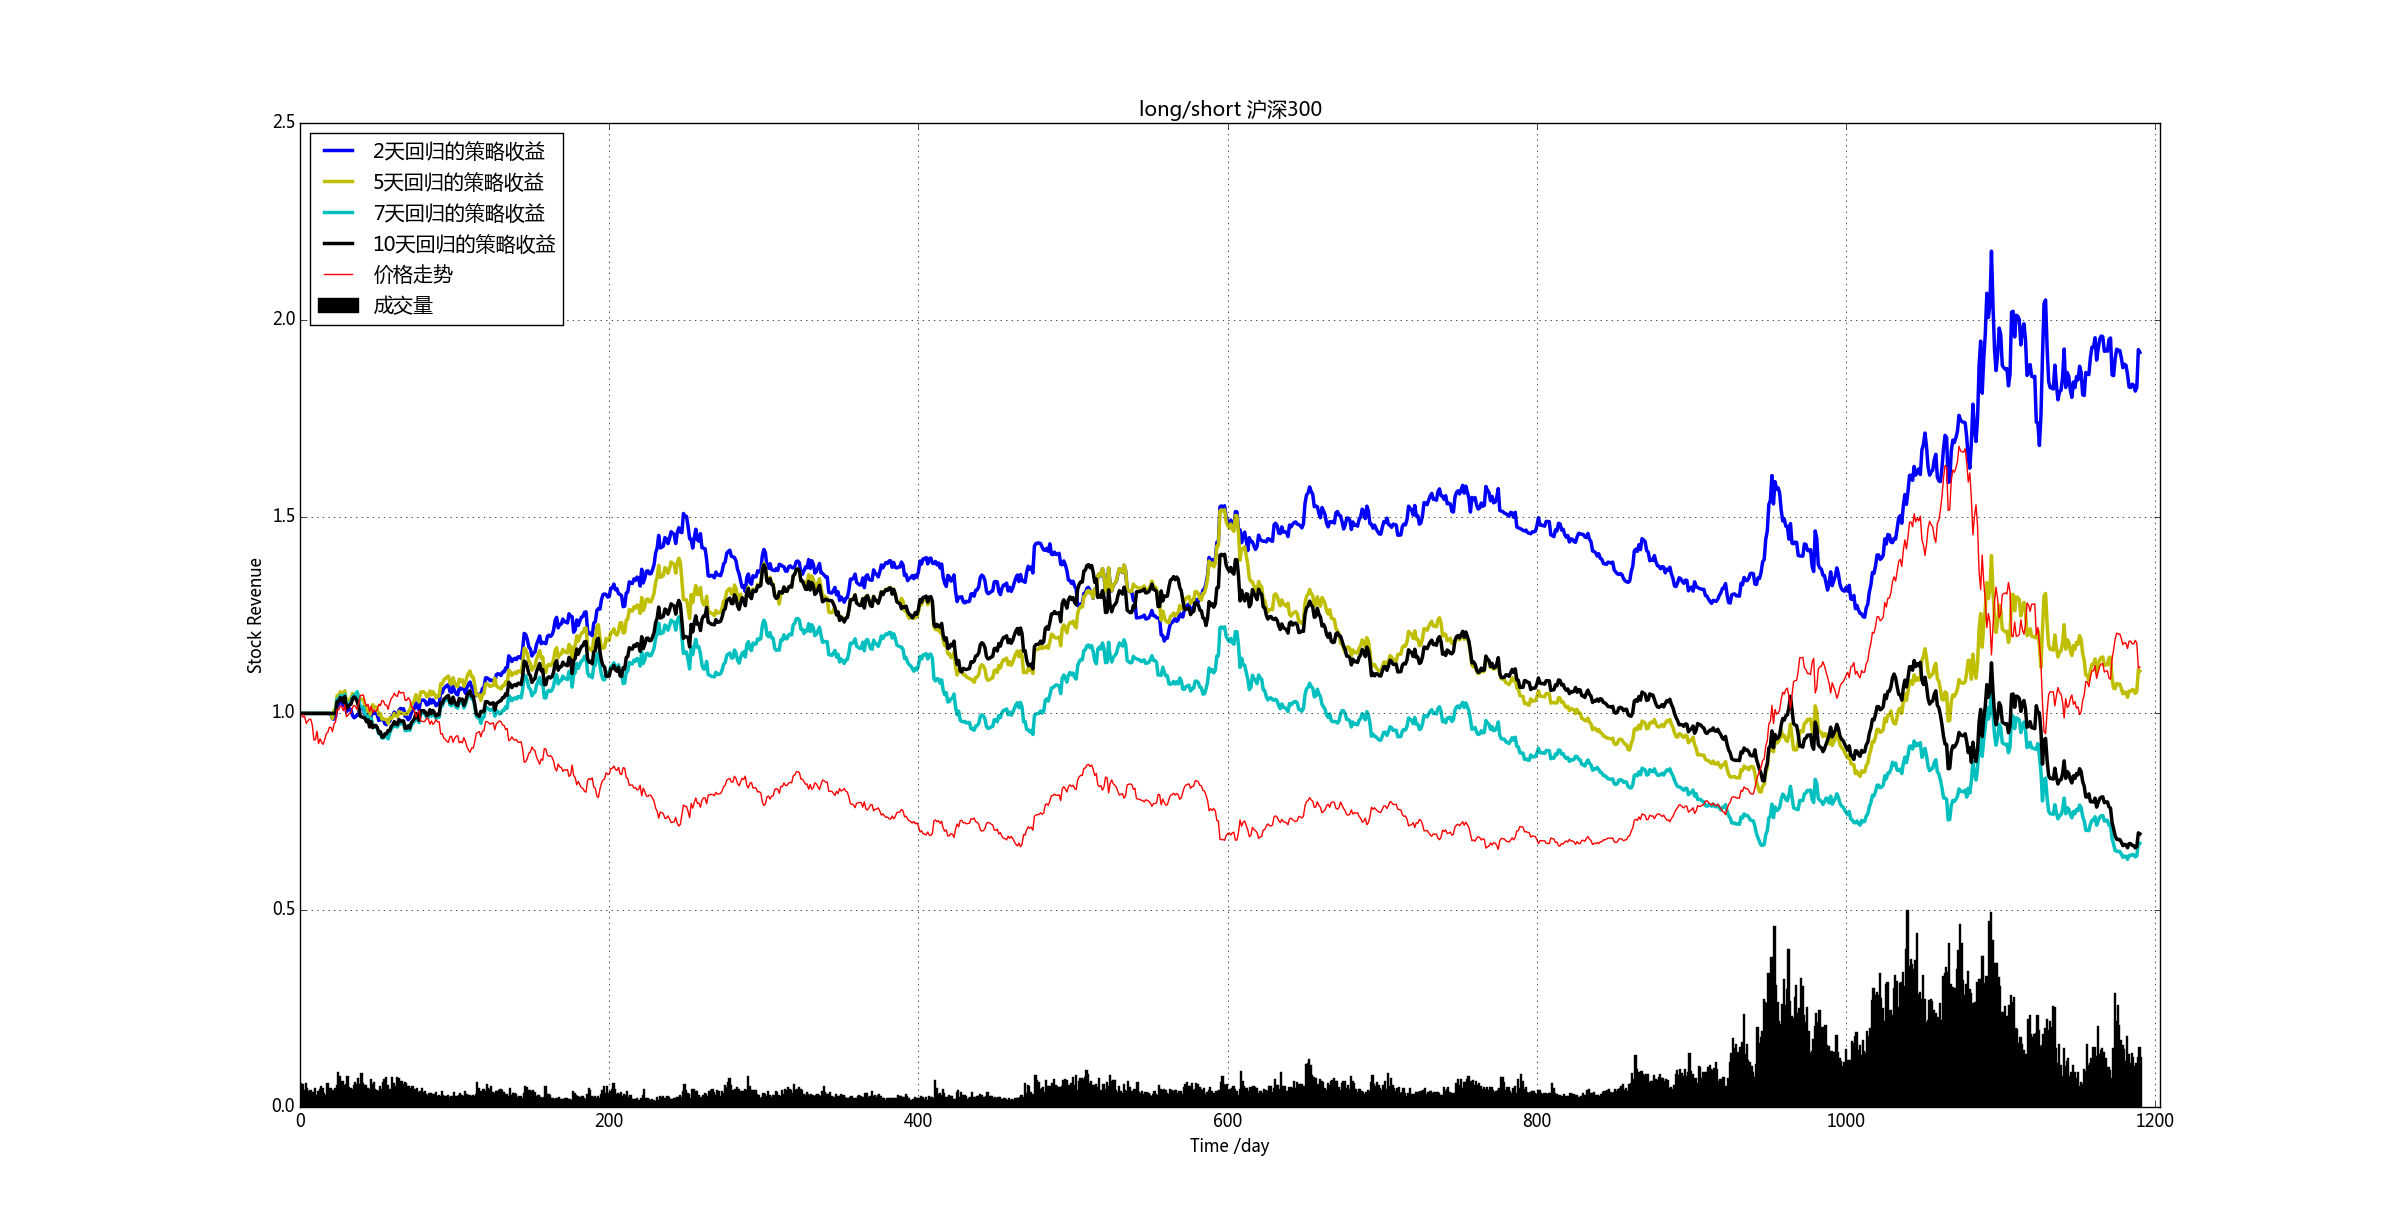 long/short 沪深300
2.5
2.0
1.5
1.0
0.5
0.0
Stock Revenue
2天回归的策略收益
5天回归的策略收益
7天回归的策略收益
10天回归的策略收益
价格走势
成交量
0 200 400 600 800 1000 1200
Time /day